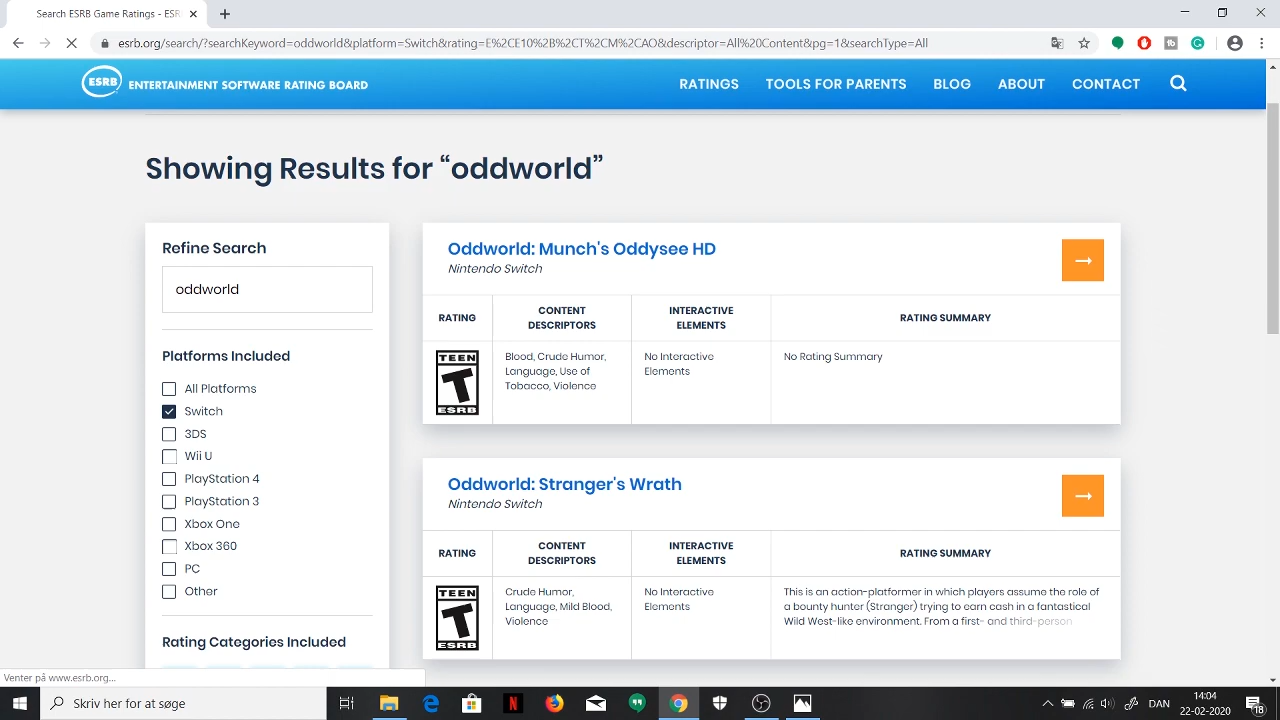 Search ESRB Game Ratings - ESR
esrb.org/search/?searchKeyword=oddworld&platform=Switch&rating=E%2CE10%2B%2CT%2CM%2CAO&descriptor=All%20Content&pg=1&searchType=All
ESRB ENTERTAINMENT SOFTWARE RATING BOARD
RATINGS TOOLS FOR PARENTS BLOG ABOUT CONTACT
Showing Results for “oddworld”
Refine Search
oddworld
Platforms Included
All Platforms
Switch
3DS
Wii U
PlayStation 4
PlayStation 3
Xbox One
Xbox 360
PC
Other
Rating Categories Included
Oddworld: Munch's Oddysee HD
Nintendo Switch
RATING
CONTENT
DESCRIPTORS
INTERACTIVE
ELEMENTS
RATING SUMMARY
TEEN
T
ESRB
Blood, Crude Humor,
Language, Use of
Tobacco, Violence
No Interactive
Elements
No Rating Summary
Oddworld: Stranger's Wrath
Nintendo Switch
RATING
CONTENT
DESCRIPTORS
INTERACTIVE
ELEMENTS
RATING SUMMARY
TEEN
T
ESRB
Crude Humor,
Language, Mild Blood,
Violence
No Interactive
Elements
This is an action-platformer in which players assume the role of
a bounty hunter (Stranger) trying to earn cash in a fantastical
Wild West-like environment. From a first- and third-person
Venter på www.esrb.org...
Skriv her for at søge
DAN
14:04
22-02-2020
18